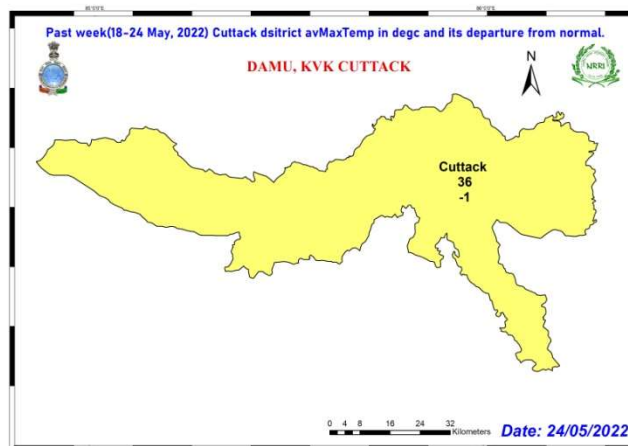 Past week(18-24 May, 2022) Cuttack dsitrict avMaxTemp in degc and its departure from normal.
DAMU, KVK CUTTACK
N
NRRI
Cuttack
36
-1
0 4 8 16 24 32
Kilometers
Date: 24/05/2022